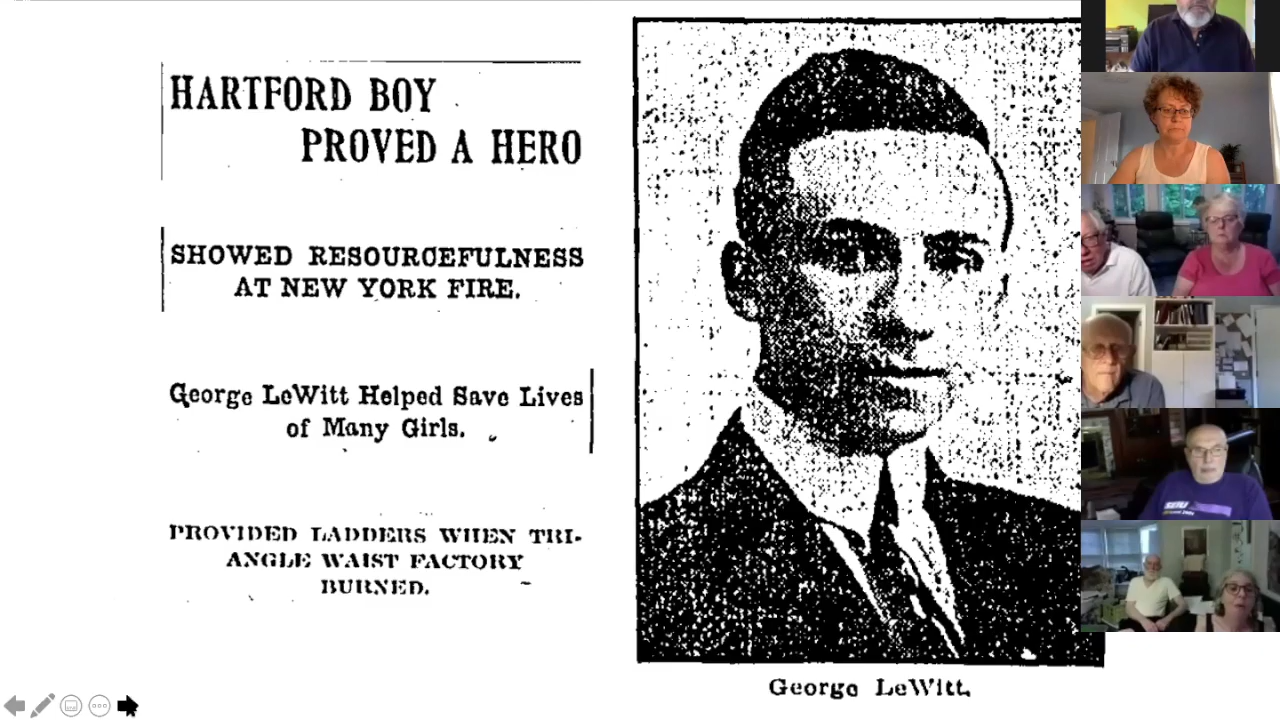 HARTFORD BOY
PROVED A HERO
SHOWED RESOURCEFULNESS
AT NEW YORK FIRE.
George LeWitt Helped Save Lives
of Many Girls.
PROVIDED LADDERS WHEN TRI-
ANGLE WAIST FACTORY
BURNED.
George LeWitt.
SEIU